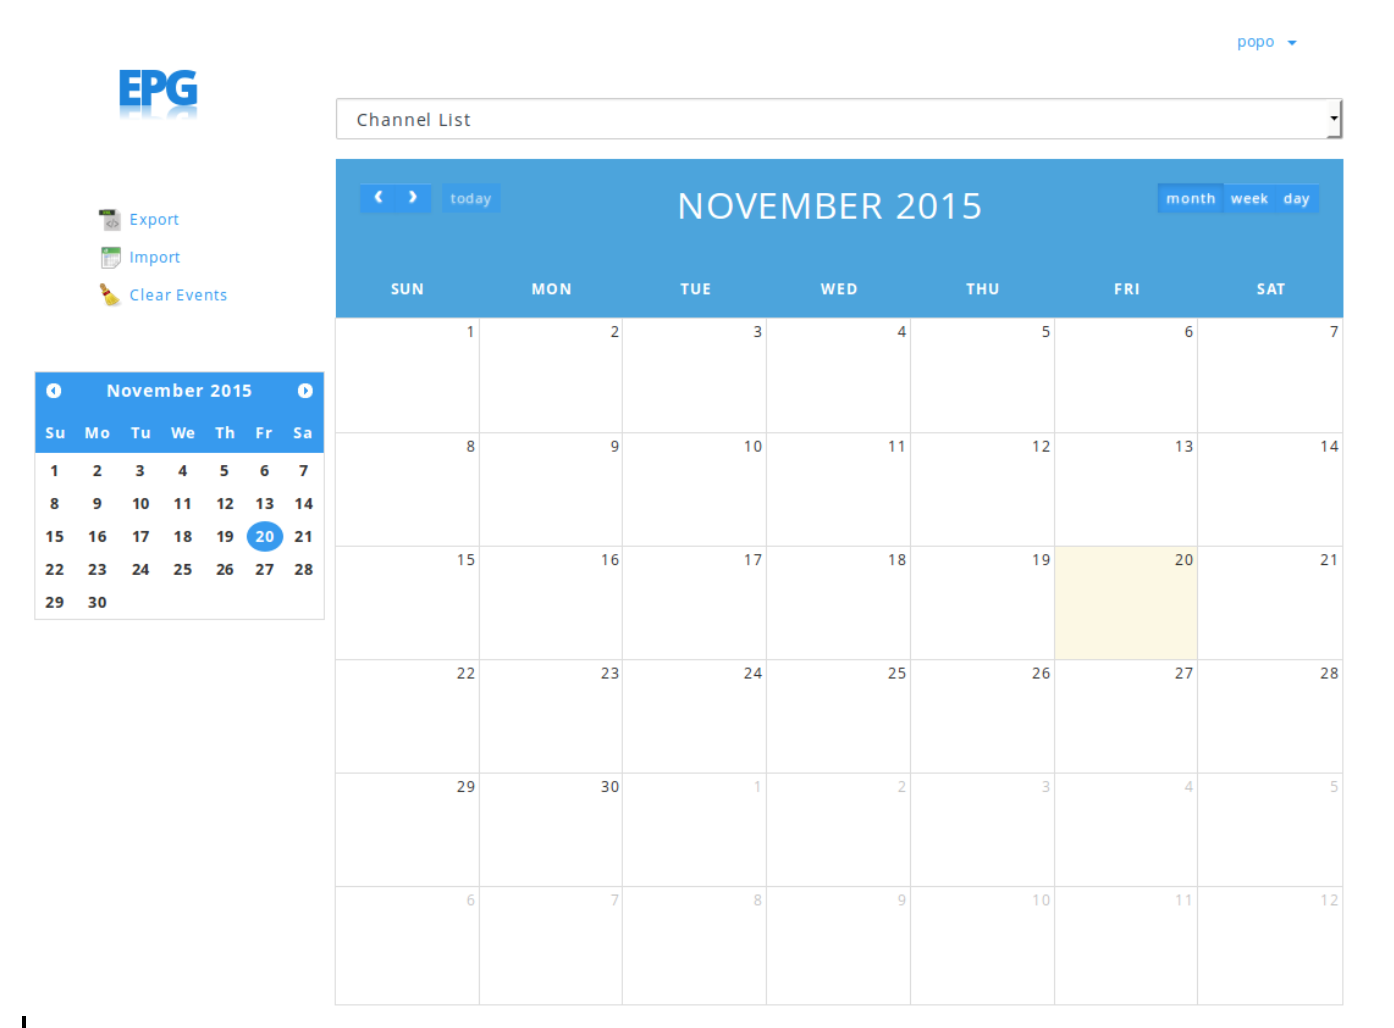 popo
EPG
Channel List
today
NOVEMBER 2015
month week day
SUN MON TUE WED THU FRI SAT
1 2 3 4 5 6 7
8 9 10 11 12 13 14
15 16 17 18 19 20 21
22 23 24 25 26 27 28
29 30 1 2 3 4 5
6 7 8 9 10 11 12
Export
Import
Clear Events
November 2015
Su Mo Tu We Th Fr Sa
1 2 3 4 5 6 7
8 9 10 11 12 13 14
15 16 17 18 19 20 21
22 23 24 25 26 27 28
29 30